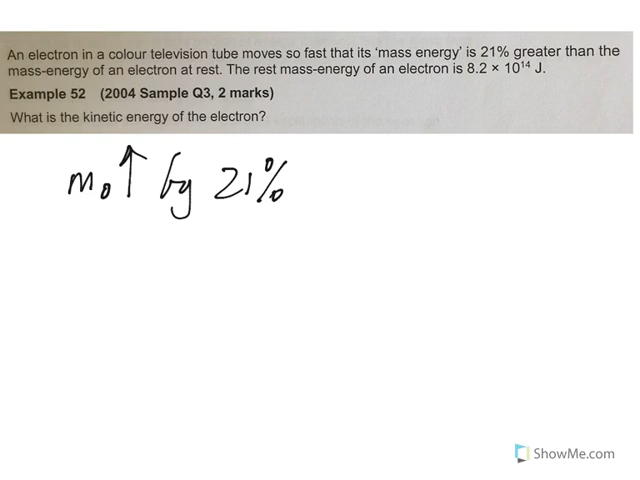 An electron in a colour television tube moves so fast that its ‘mass energy’ is 21% greater than the
mass-energy of an electron at rest. The rest mass-energy of an electron is 8.2 × 10¹⁴ J.
Example 52 (2004 Sample Q3, 2 marks)
What is the kinetic energy of the electron?
m₀↑ by 21%
ShowMe.com